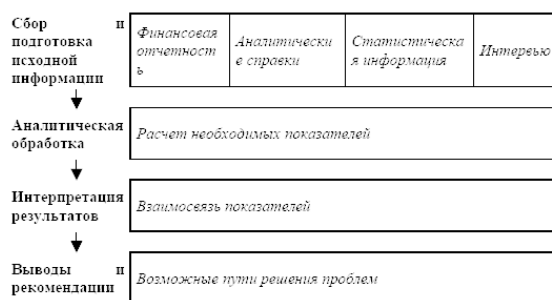 Сбор и
подготовка
исходной
информации
Финансовая
отчетност
ь
Аналитически
е справки
Статистическа
я информация
Интервью
Аналитическая
обработка
Расчет необходимых показателей
Интерпретация
результатов
Взаимосвязь показателей
Выводы и
рекомендации
Возможные пути решения проблем